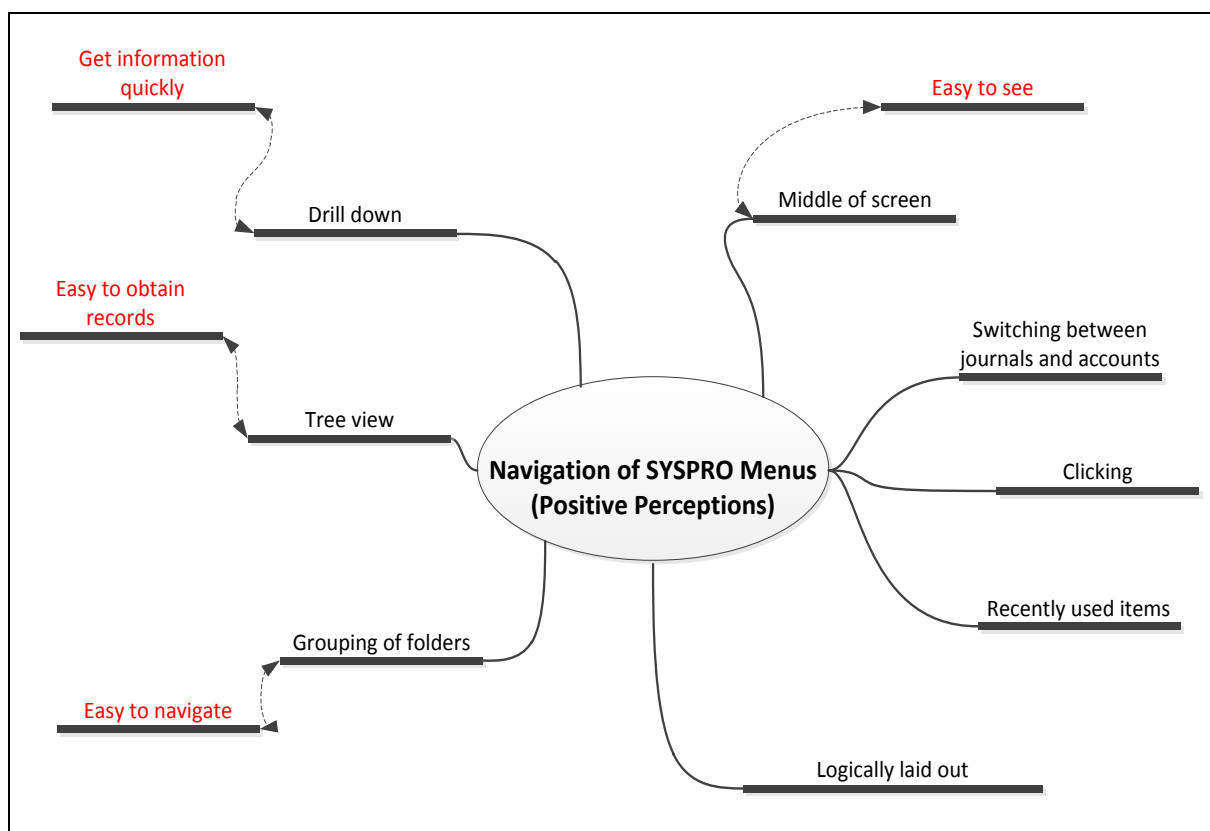 Get information
quickly
Easy to see
Middle of screen
Drill down
Easy to obtain
records
Switching between
journals and accounts
Tree view
Navigation of SYSPRO Menus
(Positive Perceptions)
Clicking
Recently used items
Grouping of folders
Easy to navigate
Logically laid out